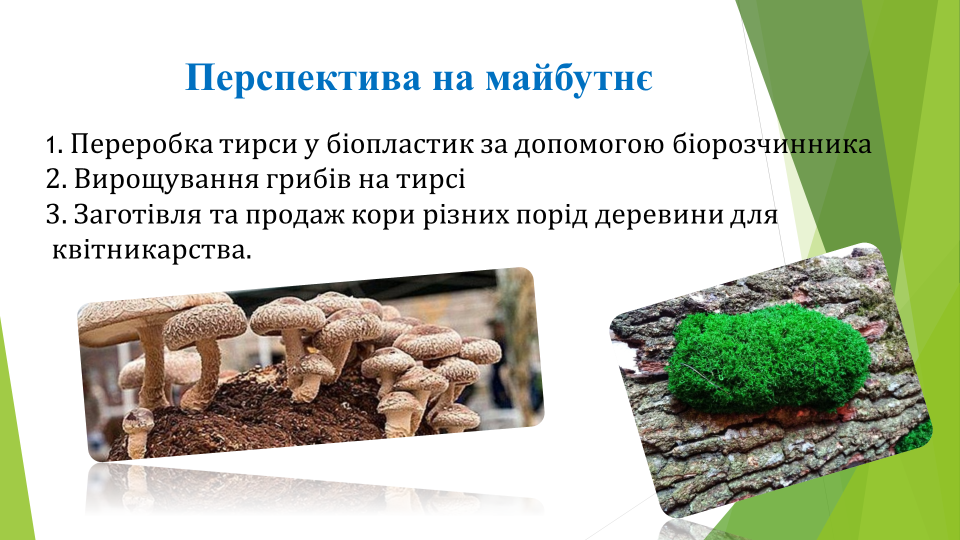 Перспектива на майбутнє
1. Переробка тирси у біопластик за допомогою біорозчинника
2. Вирощування грибів на тирсі
3. Заготівля та продаж кори різних порід деревини для
квітникарства.